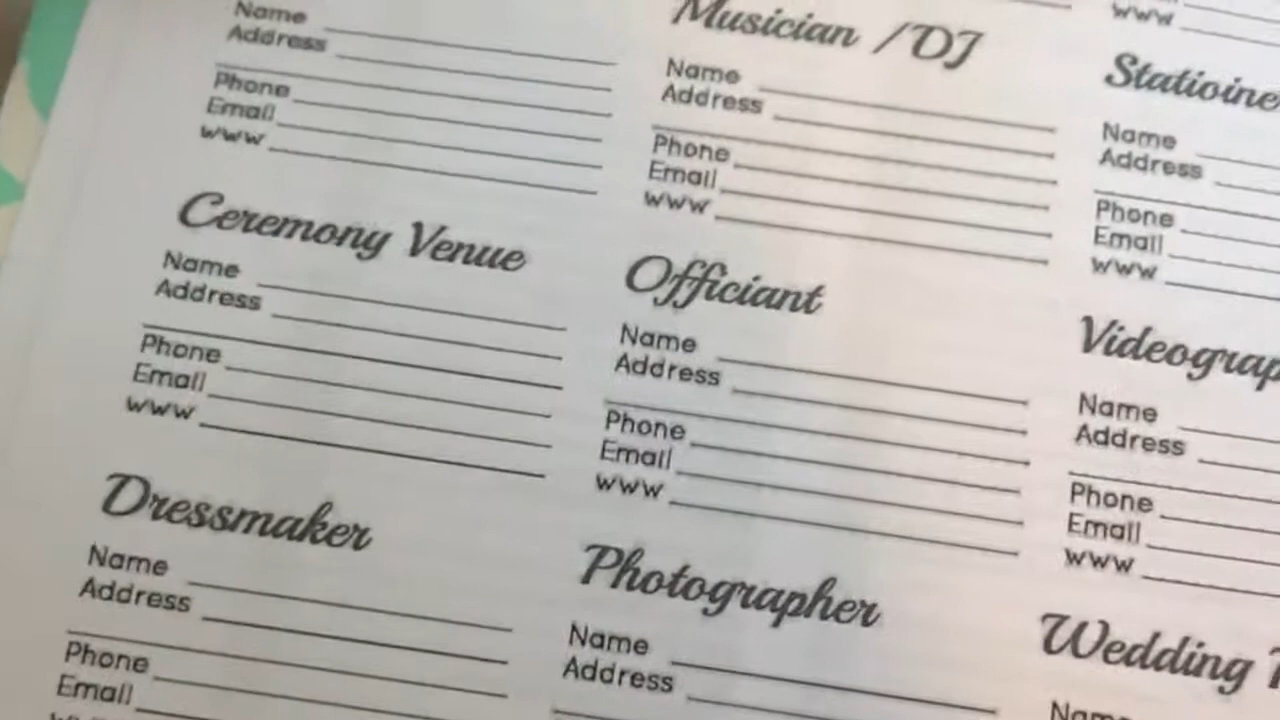 Name
Address
Phone
Email
www
Ceremony Venue
Name
Address
Phone
Email
www
Dressmaker
Name
Address
Phone
Email
Musician / DJ
Name
Address
Phone
Email
www
Officiant
Name
Address
Phone
Email
www
Photographer
Name
Address
www
Name
Address
Phone
Email
www
Name
Address
Phone
Email
www
Wedding
Name